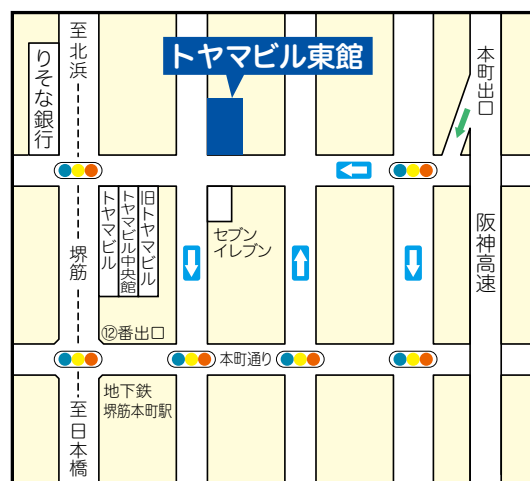 トヤマビル東館
至北浜
りそな銀行
本町出口
トヤマビル
トヤマビル中央館
旧トヤマビル
セブン
イレブン
堺筋
阪神高速
⑫番出口
本町通り
地下鉄
堺筋本町駅
至日本橋